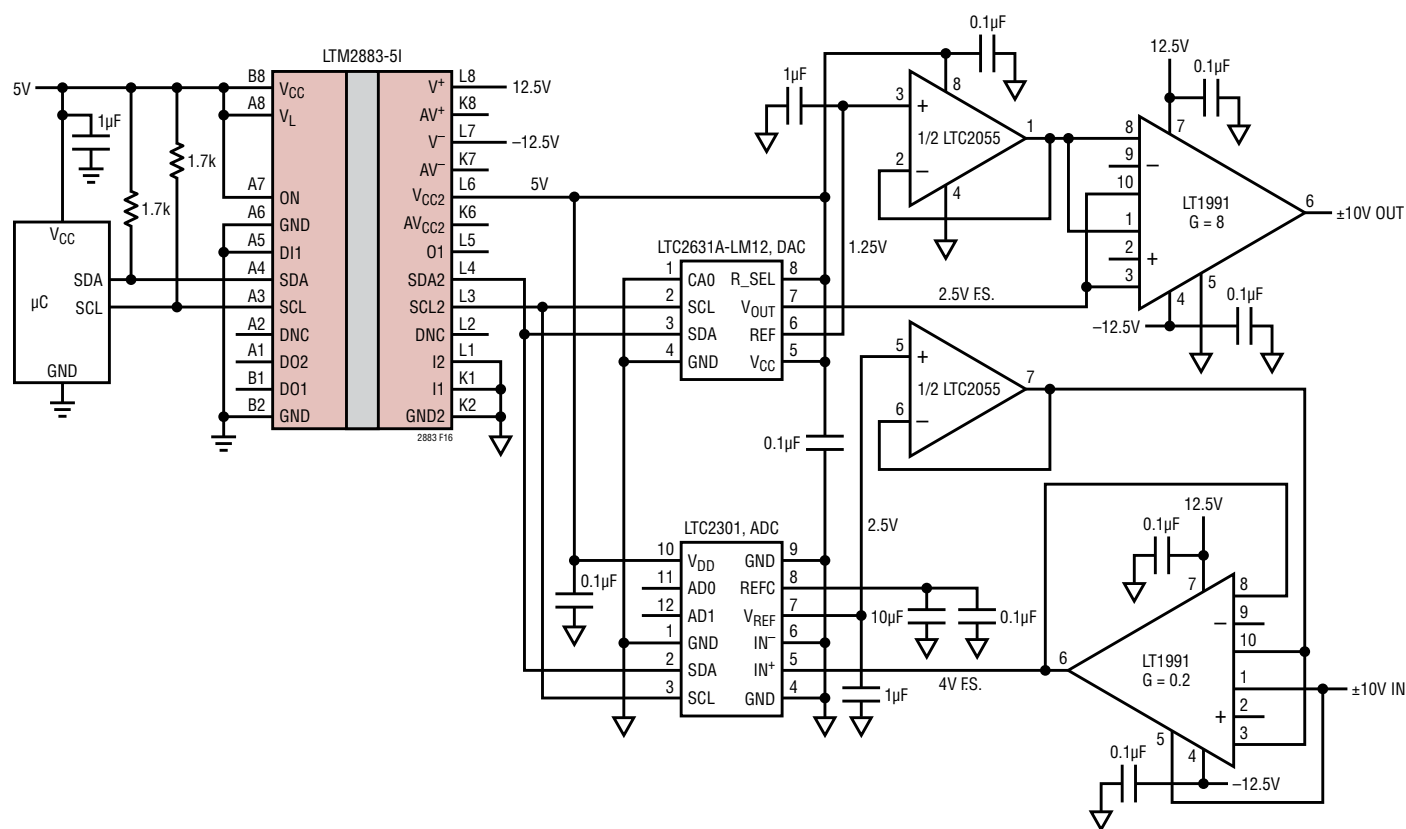 LTM2883-5I
5V
1µF
1.7k
1.7k
B8 VCC
A8 VL
A7 ON
A6 GND
A5 DI1
A4 SDA
A3 SCL
A2 DNC
A1 DO2
B1 DO1
B2 GND
V+ L8 12.5V
AV+ K8
V− L7 −12.5V
AV− K7
VCC2 L6 5V
AVCC2 K6
O1 L5
SDA2 L4
SCL2 L3
DNC L2
I2 L1
I1 K1
GND2 K2
2883 F16
VCC
SDA
µC
SCL
GND
LTC2631A-LM12, DAC
1 CA0 R_SEL 8
2 SCL VOUT 7
3 SDA REF 6
4 GND VCC 5
1.25V
2.5V F.S.
0.1µF
1µF
0.1µF
3 +
8
1/2 LTC2055
1
2 −
4
12.5V
0.1µF
7
8
9 −
10
LT1991
G = 8
6
±10V OUT
1
2 +
3
4
5
−12.5V
0.1µF
5 +
1/2 LTC2055
7
6 −
0.1µF
LTC2301, ADC
10 VDD GND 9
11 AD0 REFC 8
12 AD1 VREF 7
1 GND IN− 6
2 SDA IN+ 5
3 SCL GND 4
2.5V
10µF
0.1µF
1µF
4V F.S.
12.5V
0.1µF
7
8
− 9
10
6
LT1991
G = 0.2
1
±10V IN
+ 2
3
5
4
0.1µF
−12.5V